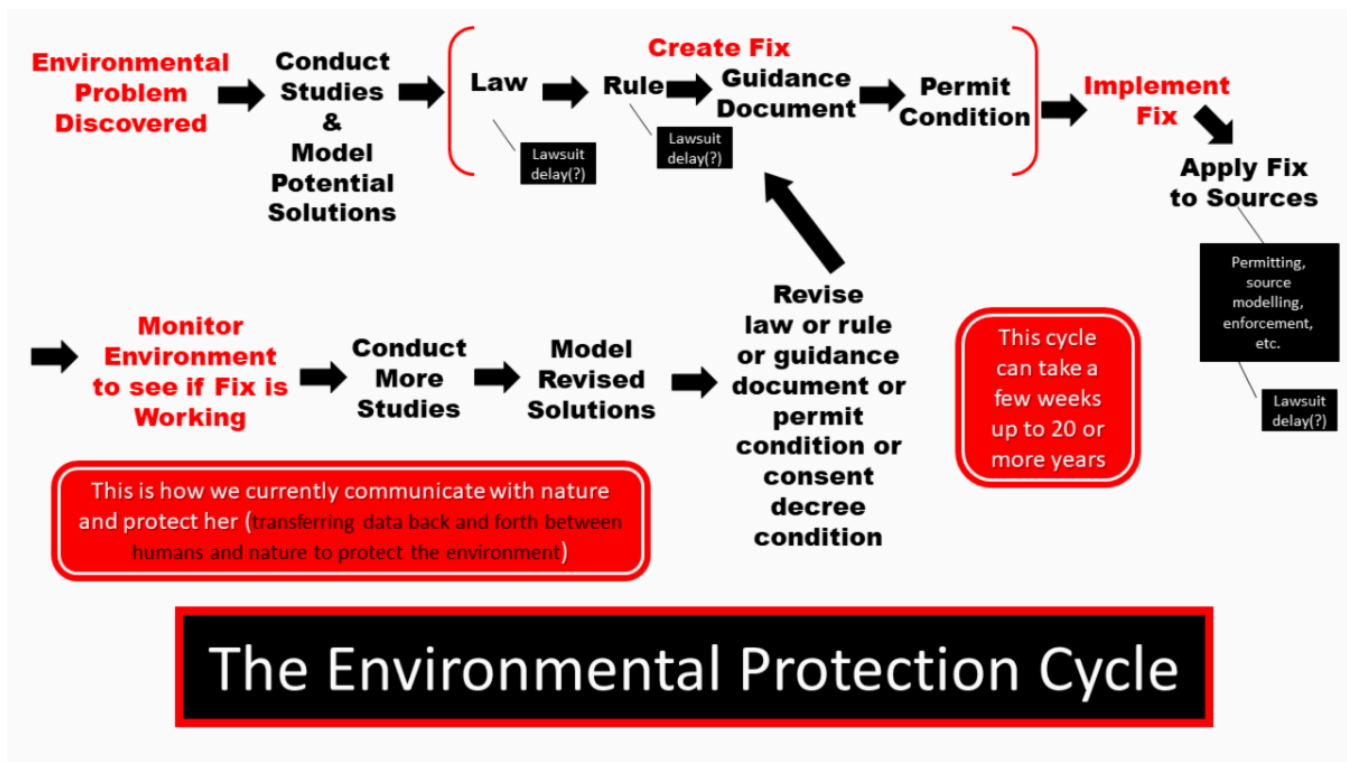 Environmental
Problem
Discovered
Conduct
Studies
&
Model
Potential
Solutions
Create Fix
Law
Rule
Guidance
Document
Permit
Condition
Lawsuit
delay(?)
Lawsuit
delay(?)
Implement
Fix
Apply Fix
to Sources
Permitting,
source
modelling,
enforcement,
etc.
Lawsuit
delay(?)
Monitor
Environment
to see if Fix is
Working
Conduct
More
Studies
Model
Revised
Solutions
Revise
law or rule
or guidance
document or
permit
condition or
consent
decree
condition
This cycle
can take a
few weeks
up to 20 or
more years
This is how we currently communicate with nature
and protect her (transferring data back and forth between
humans and nature to protect the environment)
The Environmental Protection Cycle